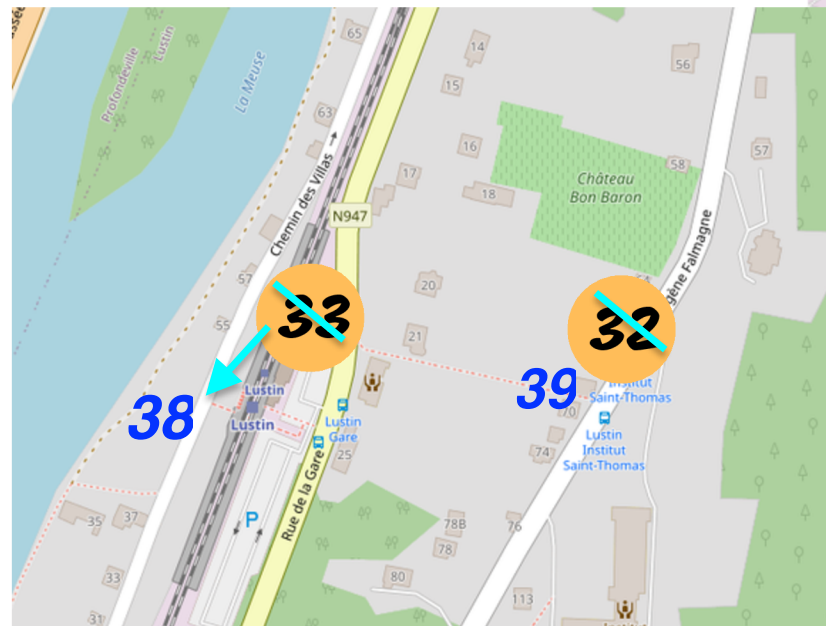 65
14
56
15
63
16
57
58
17
18
Profondeville
Lustin
La Meuse
Chemin des Villas
Château
Bon Baron
N947
gène Falmagne
57
20
33
32
55
21
38
39
Lustin
Lustin
Lustin
Gare
Institut
Saint-Thomas
70
Lustin
Institut
Saint-Thomas
74
25
Rue de la Gare
P
35
37
78B
76
78
33
80
113
31